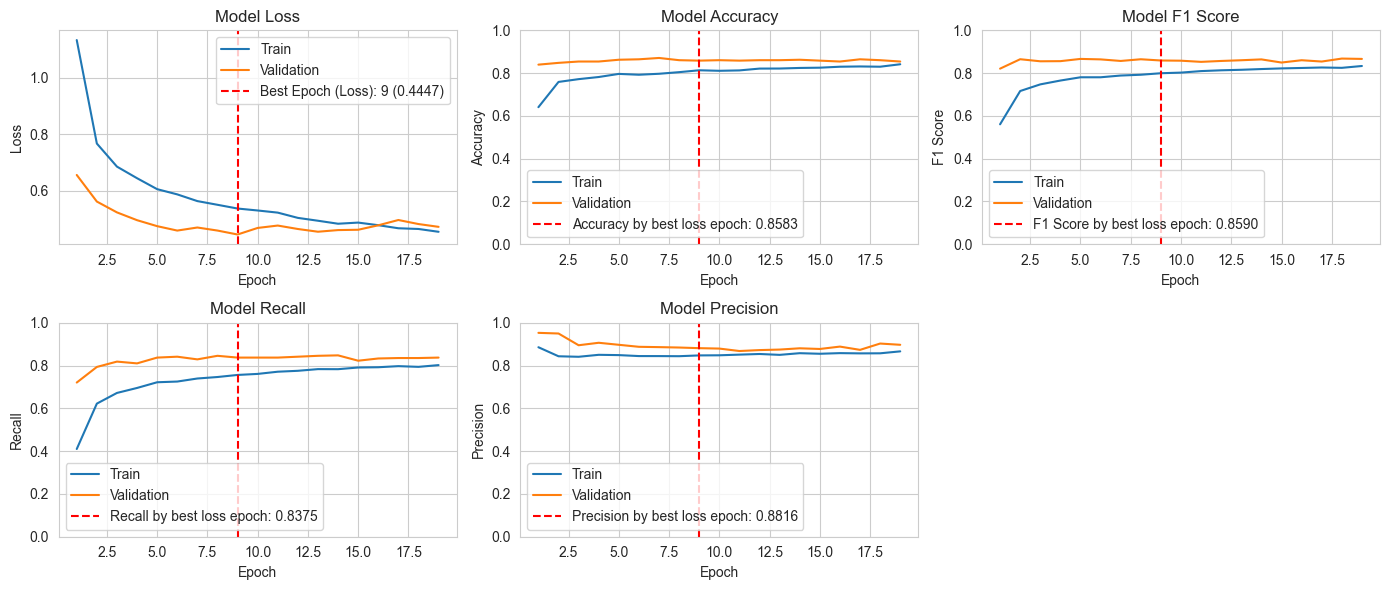 Model Loss
Loss
1.0
0.8
0.6
Train
Validation
Best Epoch (Loss): 9 (0.4447)
2.5 5.0 7.5 10.0 12.5 15.0 17.5
Epoch
Model Accuracy
Accuracy
1.0
0.8
0.6
0.4
0.2
0.0
Train
Validation
Accuracy by best loss epoch: 0.8583
2.5 5.0 7.5 10.0 12.5 15.0 17.5
Epoch
Model F1 Score
F1 Score
1.0
0.8
0.6
0.4
0.2
0.0
Train
Validation
F1 Score by best loss epoch: 0.8590
2.5 5.0 7.5 10.0 12.5 15.0 17.5
Epoch
Model Recall
Recall
1.0
0.8
0.6
0.4
0.2
0.0
Train
Validation
Recall by best loss epoch: 0.8375
2.5 5.0 7.5 10.0 12.5 15.0 17.5
Epoch
Model Precision
Precision
1.0
0.8
0.6
0.4
0.2
0.0
Train
Validation
Precision by best loss epoch: 0.8816
2.5 5.0 7.5 10.0 12.5 15.0 17.5
Epoch